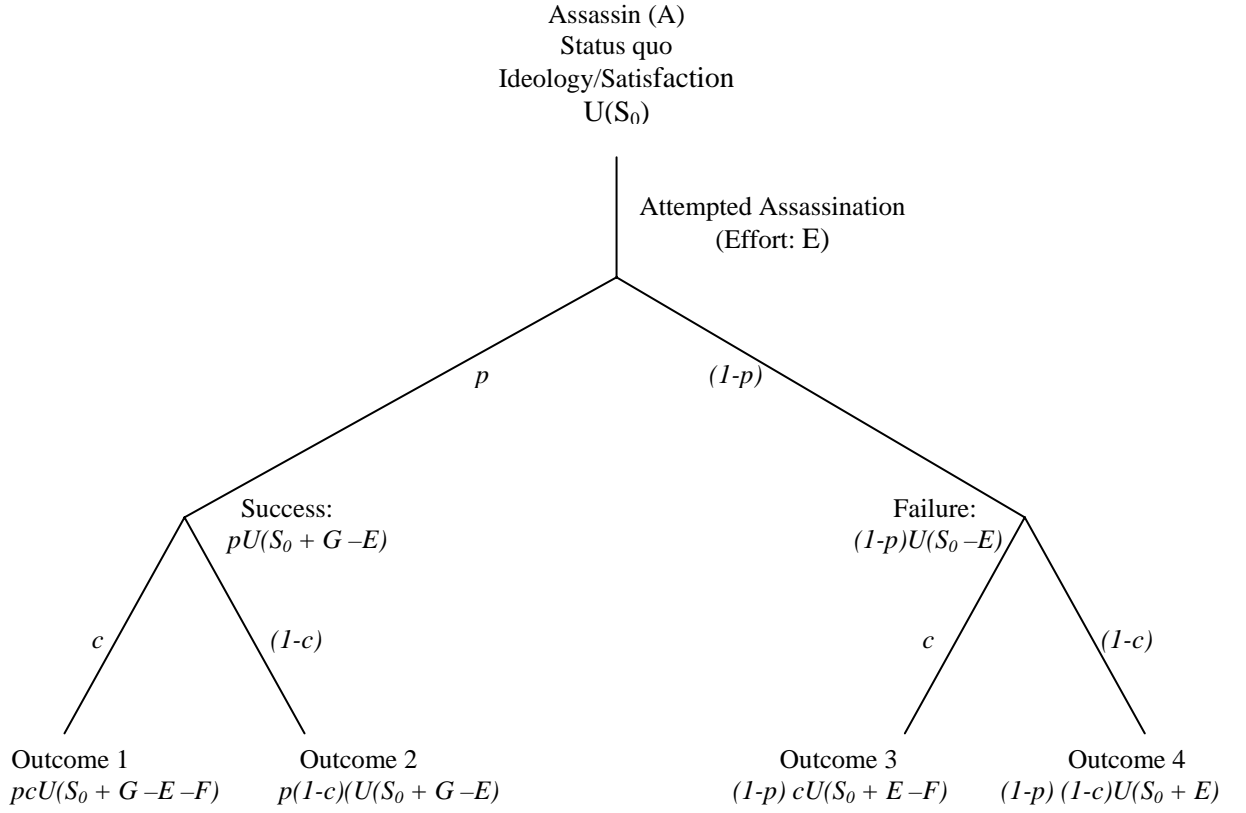 Assassin (A)
Status quo
Ideology/Satisfaction
U(S₀)
Attempted Assassination
(Effort: E)
p
(1-p)
Success:
pU(S₀ + G –E)
Failure:
(1-p)U(S₀ –E)
c
(1-c)
c
(1-c)
Outcome 1
pcU(S₀ + G –E –F)
Outcome 2
p(1-c)(U(S₀ + G –E)
Outcome 3
(1-p) cU(S₀ + E –F)
Outcome 4
(1-p) (1-c)U(S₀ + E)